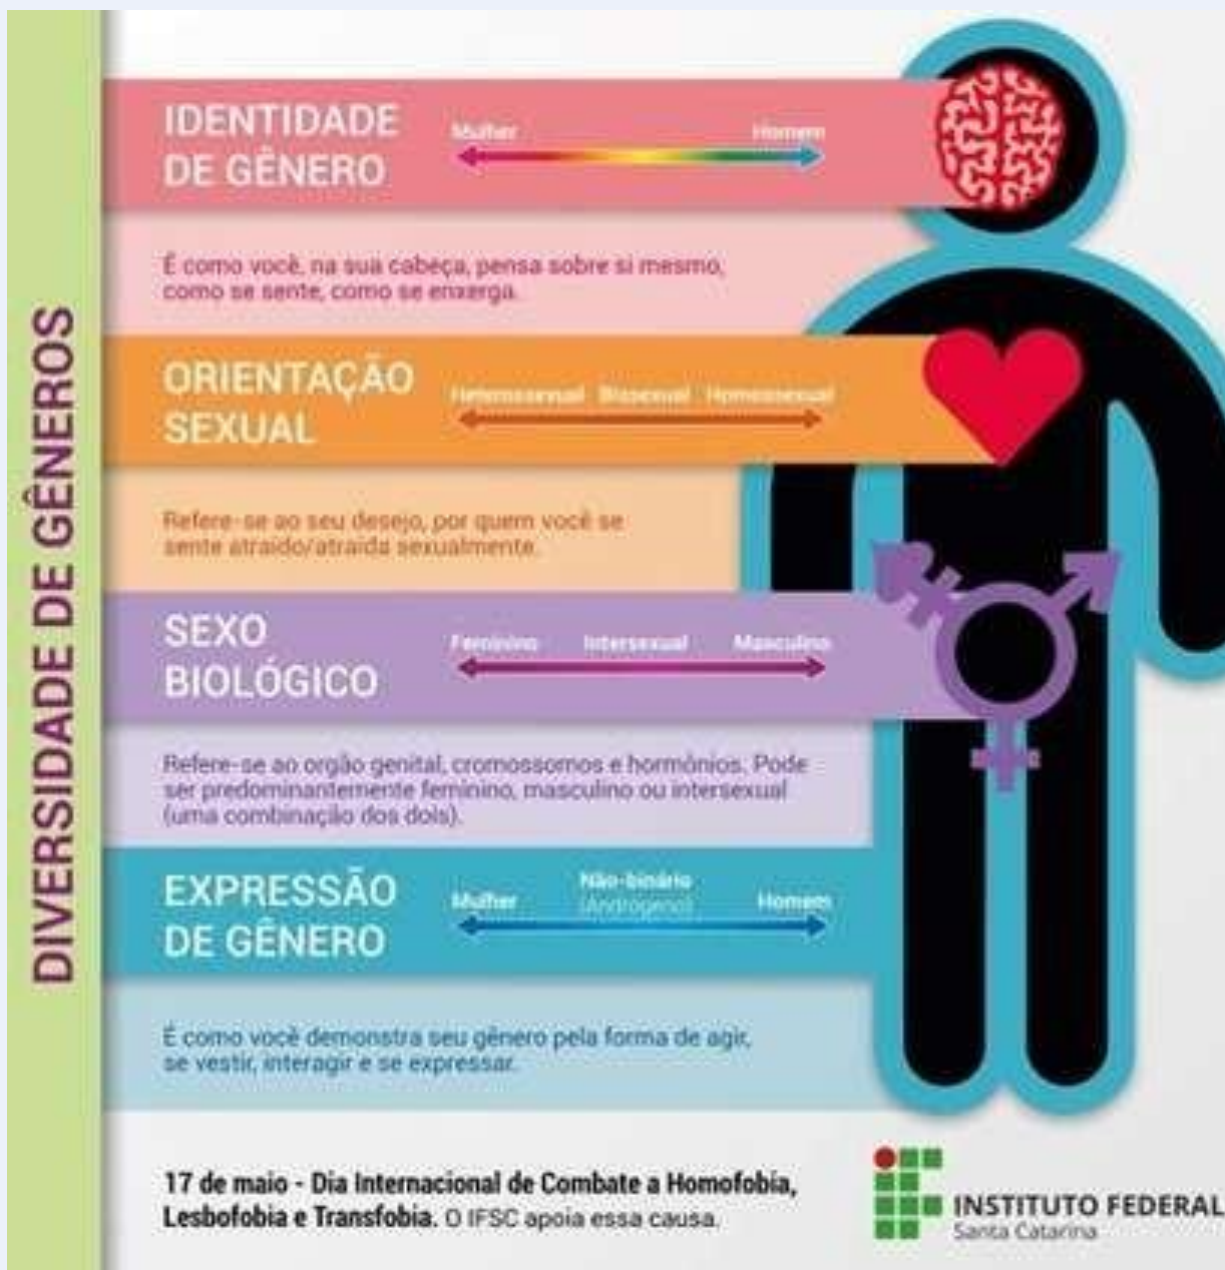 DIVERSIDADE DE GÊNEROS
IDENTIDADE
DE GÊNERO
Mulher Homem
É como você, na sua cabeça, pensa sobre si mesmo,
como se sente, como se enxerga.
ORIENTAÇÃO
SEXUAL
Heterossexual Bissexual Homossexual
Refere-se ao seu desejo, por quem você se
sente atraído/atraída sexualmente.
SEXO
BIOLÓGICO
Feminino Intersexual Masculino
Refere-se ao orgão genital, cromossomos e hormônios. Pode
ser predominantemente feminino, masculino ou intersexual
(uma combinação dos dois).
EXPRESSÃO
DE GÊNERO
Mulher Não-binário Homem
(Andrógeno)
É como você demonstra seu gênero pela forma de agir,
se vestir, interagir e se expressar.
17 de maio - Dia Internacional de Combate a Homofobia,
Lesbofobia e Transfobia. O IFSC apoia essa causa.
INSTITUTO FEDERAL
Santa Catarina